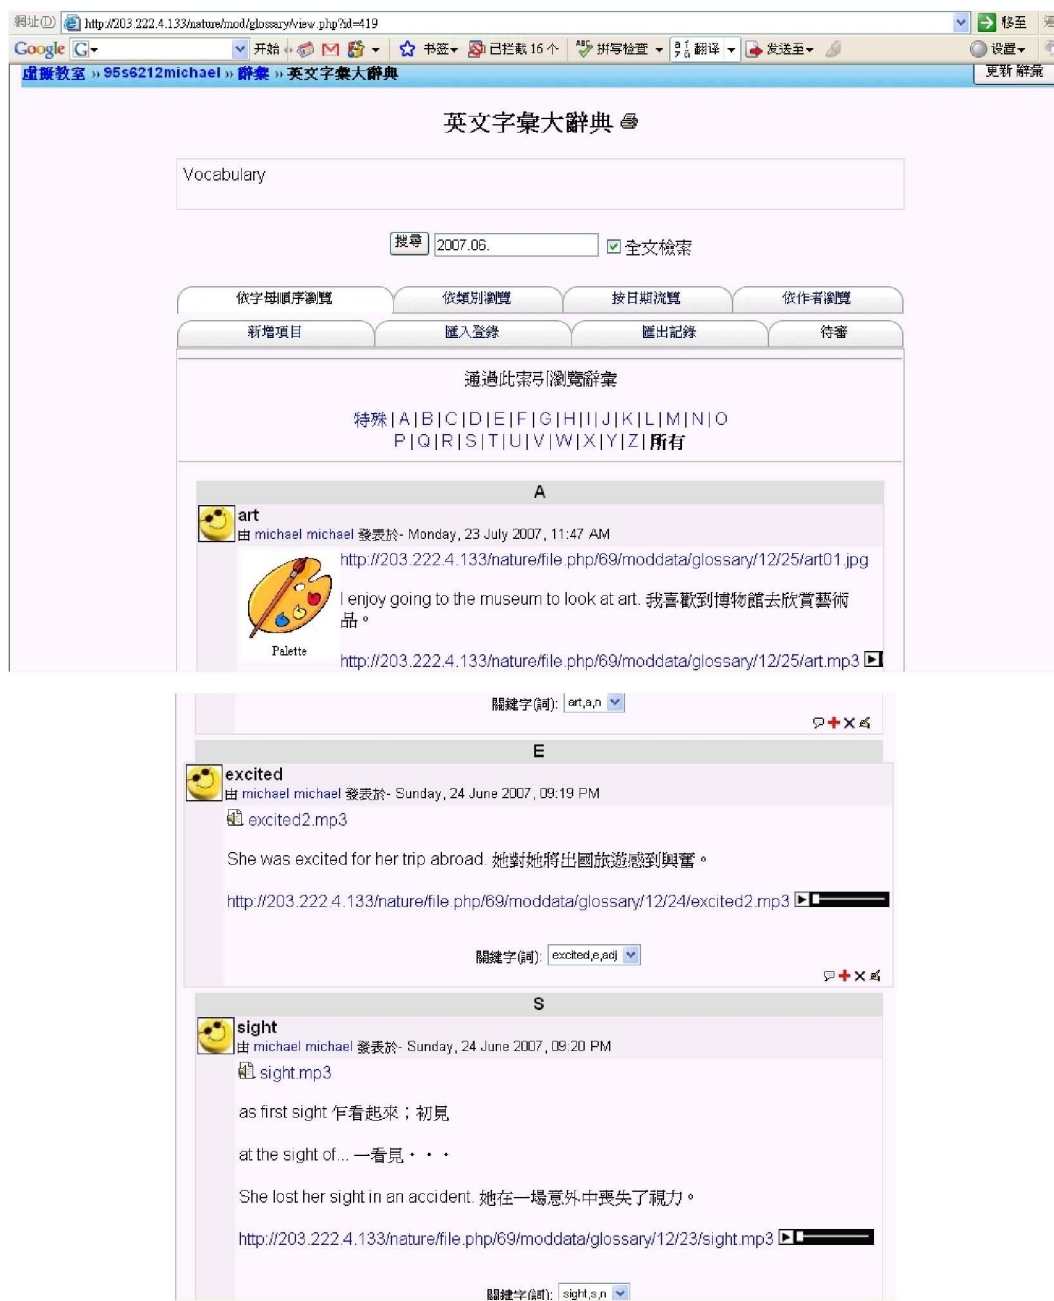 網址(D) http://203.222.4.133/nature/mod/glossary/view.php?id=419 移至
Google G 开始 书签 已拦截 16 个 拼写检查 翻译 发送至 设置
虛擬教室 » 95s6212michael » 辭彙 » 英文字彙大辭典 更新 辭彙
英文字彙大辭典
Vocabulary
搜尋 2007.06. 全文檢索
依字母順序瀏覽 依類別瀏覽 按日期流覽 依作者瀏覽
新增項目 匯入登錄 匯出記錄 待審
通過此索引瀏覽辭彙
特殊 | A | B | C | D | E | F | G | H | I | J | K | L | M | N | O
P | Q | R | S | T | U | V | W | X | Y | Z | 所有
A
art
由 michael michael 發表於- Monday, 23 July 2007, 11:47 AM
http://203.222.4.133/nature/file.php/69/moddata/glossary/12/25/art01.jpg
I enjoy going to the museum to look at art. 我喜歡到博物館去欣賞藝術
品。
Palette
http://203.222.4.133/nature/file.php/69/moddata/glossary/12/25/art.mp3
關鍵字(詞): art,a,n
E
excited
由 michael michael 發表於- Sunday, 24 June 2007, 09:19 PM
excited2.mp3
She was excited for her trip abroad. 她對她將出國旅遊感到興奮。
http://203.222.4.133/nature/file.php/69/moddata/glossary/12/24/excited2.mp3
關鍵字(詞): excited,e,adj
S
sight
由 michael michael 發表於- Sunday, 24 June 2007, 09:20 PM
sight.mp3
as first sight 乍看起來；初見
at the sight of... 一看見・・・
She lost her sight in an accident. 她在一場意外中喪失了視力。
http://203.222.4.133/nature/file.php/69/moddata/glossary/12/23/sight.mp3
關鍵字(詞): sight,s,n